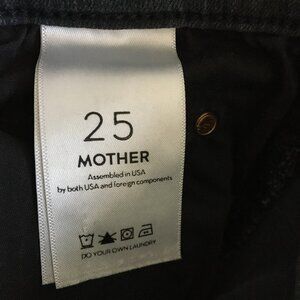 25
MOTHER
Assembled in USA
by both USA and foreign components
DO YOUR OWN LAUNDRY